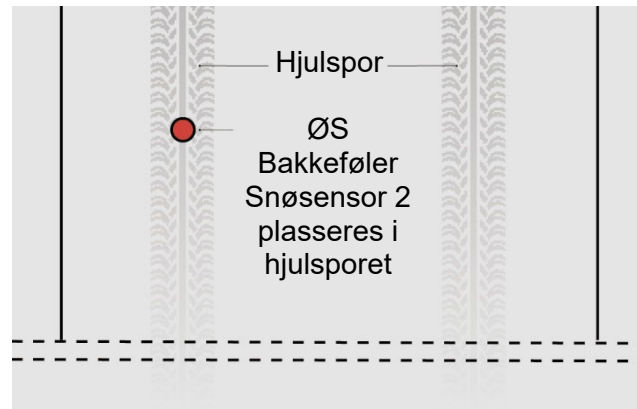 Hjulspor
ØS
Bakkeføler
Snøsensor 2
plasseres i
hjulsporet